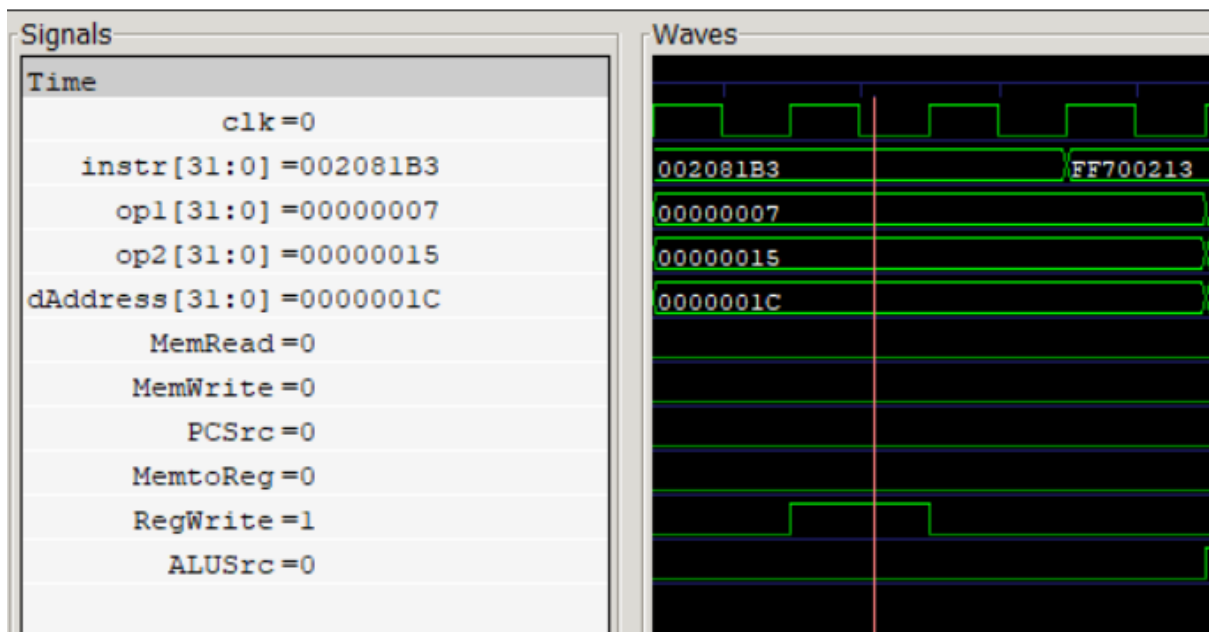 Signals
Waves
Time
clk=0
instr[31:0]=002081B3
002081B3
FF700213
op1[31:0]=00000007
00000007
op2[31:0]=00000015
00000015
dAddress[31:0]=0000001C
0000001C
MemRead=0
MemWrite=0
PCSrc=0
MemtoReg=0
RegWrite=1
ALUSrc=0